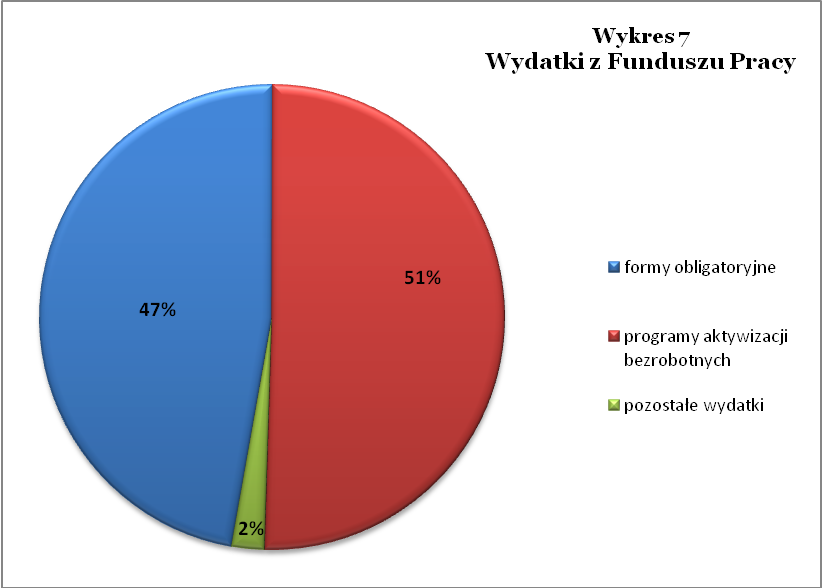 Wykres 7
Wydatki z Funduszu Pracy
51%
47%
2%
formy obligatoryjne
programy aktywizacji
bezrobotnych
pozostałe wydatki